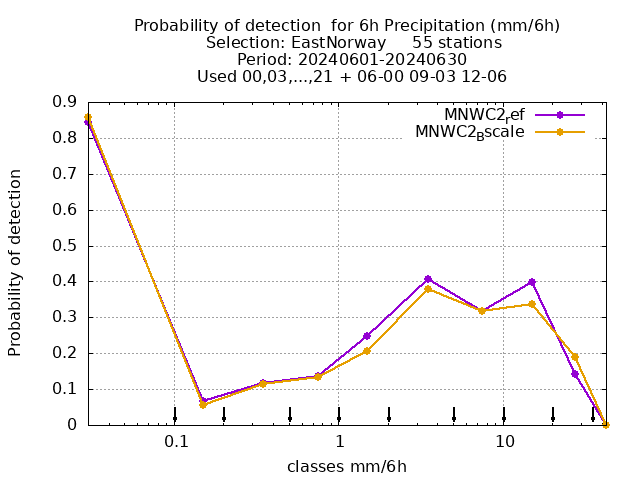 Probability of detection  for 6h Precipitation (mm/6h)
Selection: EastNorway     55 stations
Period: 20240601-20240630
Used 00,03,...,21 + 06-00 09-03 12-06
MNWC2ref
MNWC2Bscale
0.9
0.8
0.7
0.6
0.5
0.4
0.3
0.2
0.1
0
Probability of detection
0.1 1 10
classes mm/6h